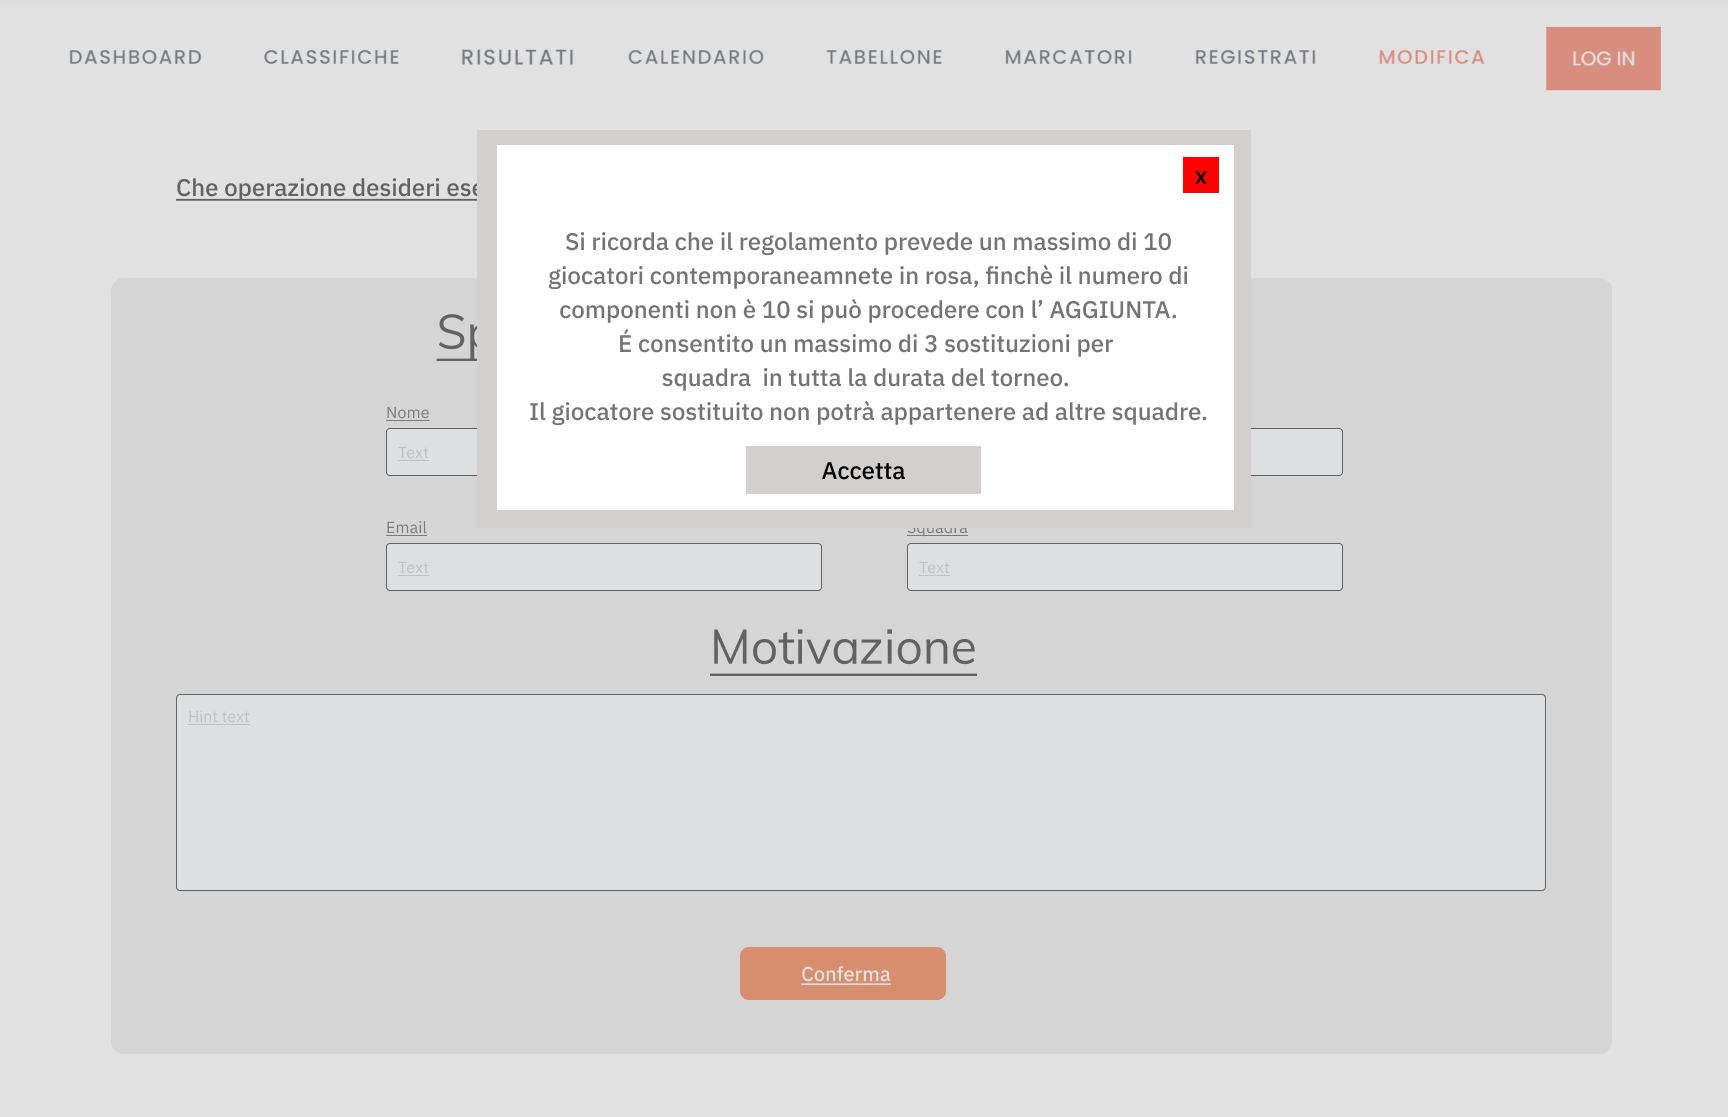 DASHBOARD CLASSIFICHE RISULTATI CALENDARIO TABELLONE MARCATORI REGISTRATI MODIFICA LOG IN
Che operazione desideri
x
Si ricorda che il regolamento prevede un massimo di 10
giocatori contemporaneamnete in rosa, finchè il numero di
componenti non è 10 si può procedere con l’ AGGIUNTA.
É consentito un massimo di 3 sostituzioni per
squadra in tutta la durata del torneo.
Il giocatore sostituito non potrà appartenere ad altre squadre.
Accetta
Nome
Text
Email Squadra
Text Text
Motivazione
Hint text
Conferma